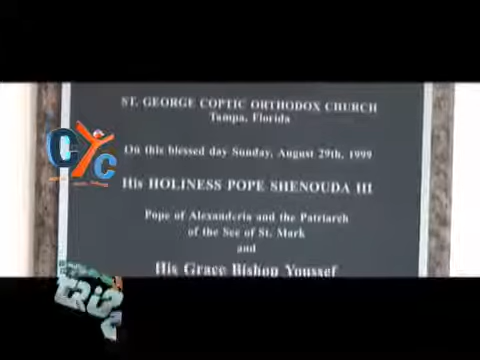 ST. GEORGE COPTIC ORTHODOX CHURCH
Tampa, Florida
On this blessed day Sunday, August 29th, 1999
His HOLINESS POPE SHENOUDA III
Pope of Alexanderia and the Patriarch
of the See of St. Mark
and
His Grace Bishop Youssef
CYC